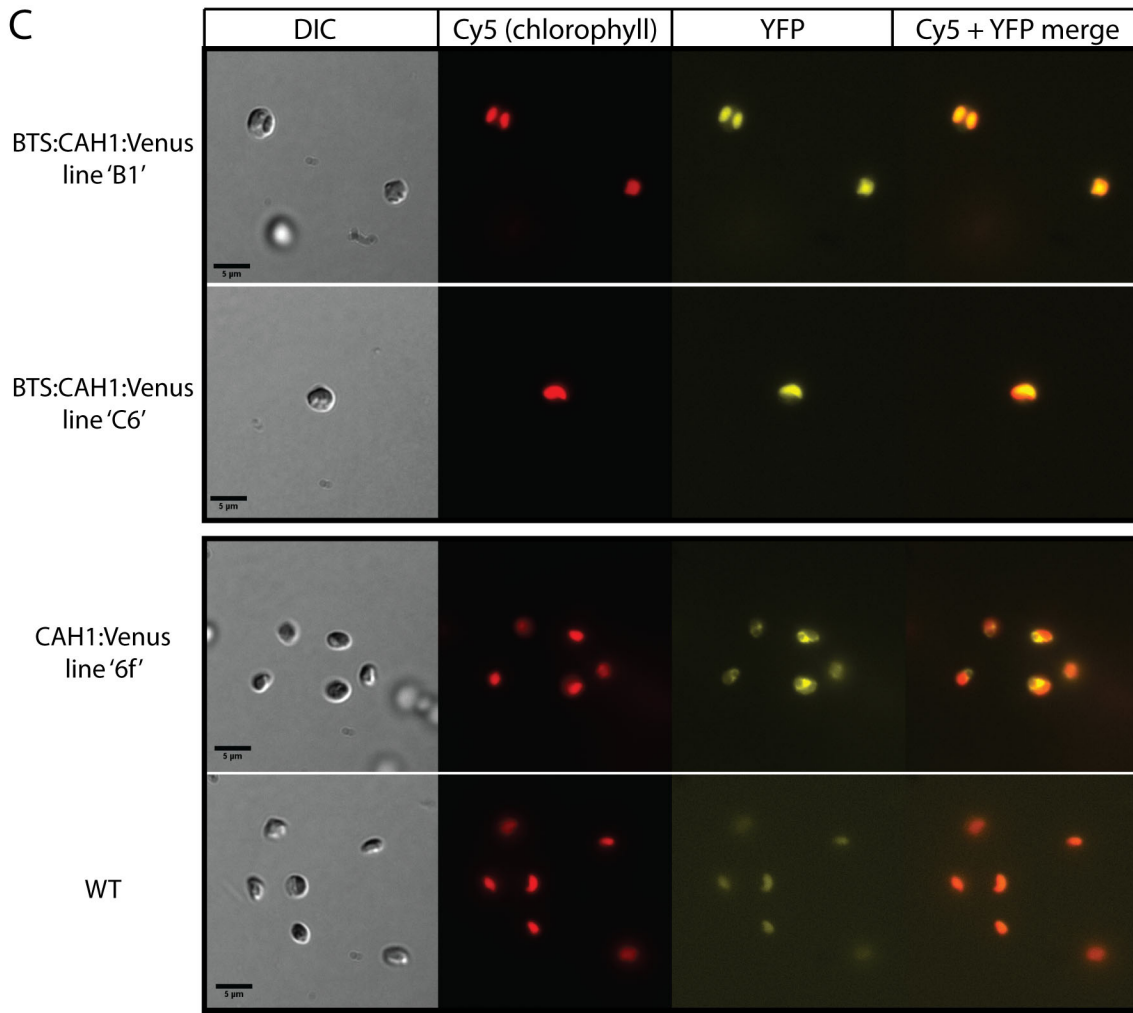 C
DIC
Cy5 (chlorophyll)
YFP
Cy5 + YFP merge
BTS:CAH1:Venus
line ‘B1’
5 µm
BTS:CAH1:Venus
line ‘C6’
5 µm
CAH1:Venus
line ‘6f’
5 µm
WT
5 µm